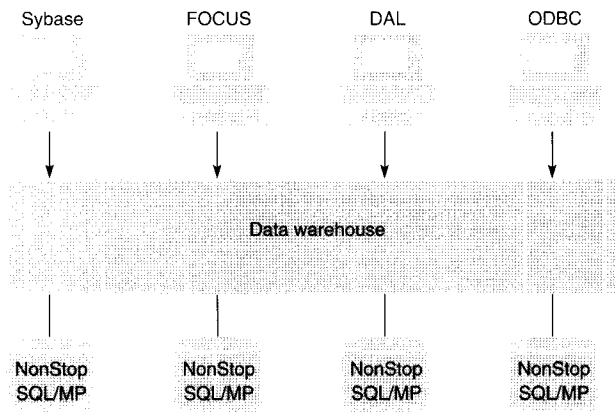 Sybase FOCUS DAL ODBC
Data warehouse
NonStop NonStop NonStop NonStop
SQL/MP SQL/MP SQL/MP SQL/MP